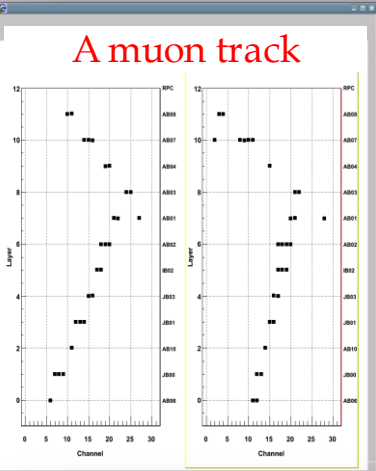 A muon track
12 RPC
AB08
10 AB07
AB04
8 AB03
AB01
6 AB02
IB02
4 JB03
JB01
2 AB10
JB00
0 AB06
Layer
0 5 10 15 20 25 30
Channel
12 RPC
AB08
10 AB07
AB04
8 AB03
AB01
6 AB02
IB02
4 JB03
JB01
2 AB10
JB00
0 AB06
Layer
0 5 10 15 20 25 30
Channel